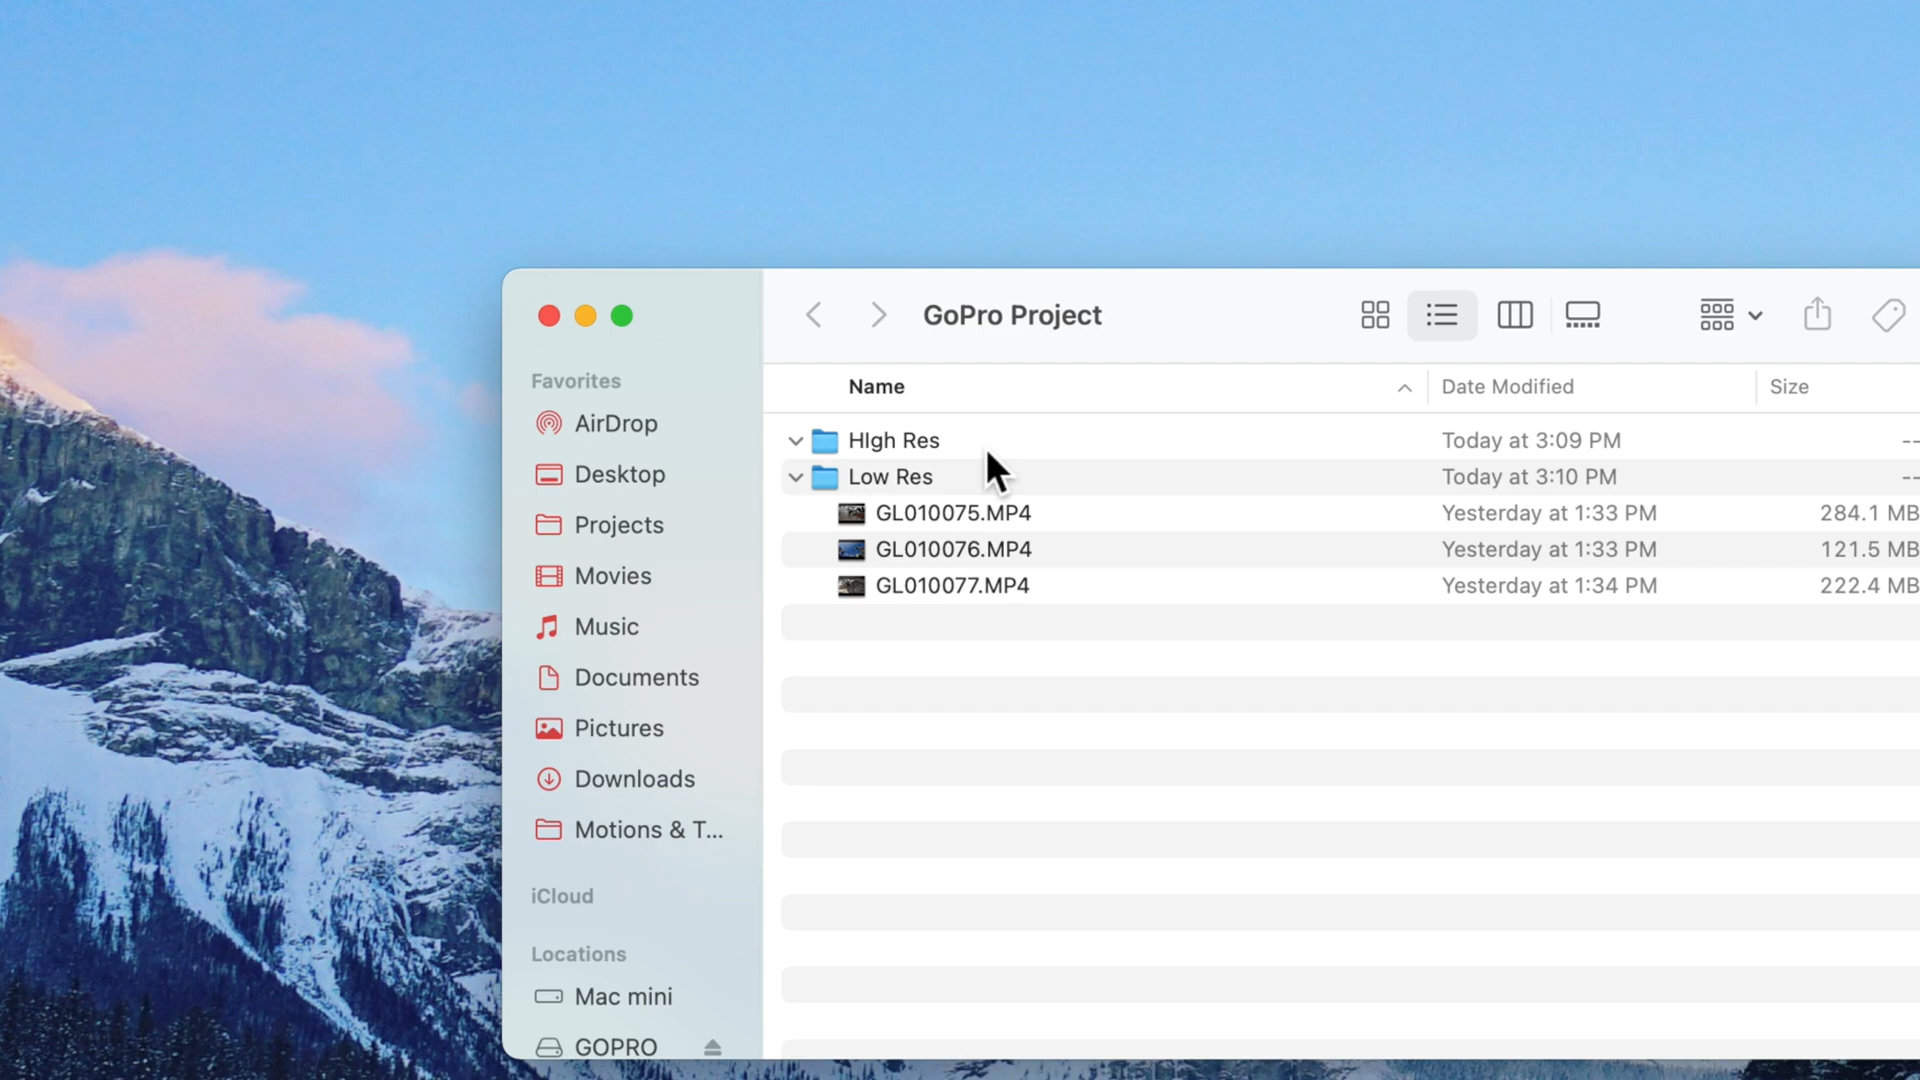 GoPro Project
Favorites
AirDrop
Desktop
Projects
Movies
Music
Documents
Pictures
Downloads
Motions & T...
iCloud
Locations
Mac mini
GOPRO
Name Date Modified Size
HIgh Res Today at 3:09 PM --
Low Res Today at 3:10 PM --
GL010075.MP4 Yesterday at 1:33 PM 284.1 MB
GL010076.MP4 Yesterday at 1:33 PM 121.5 MB
GL010077.MP4 Yesterday at 1:34 PM 222.4 MB